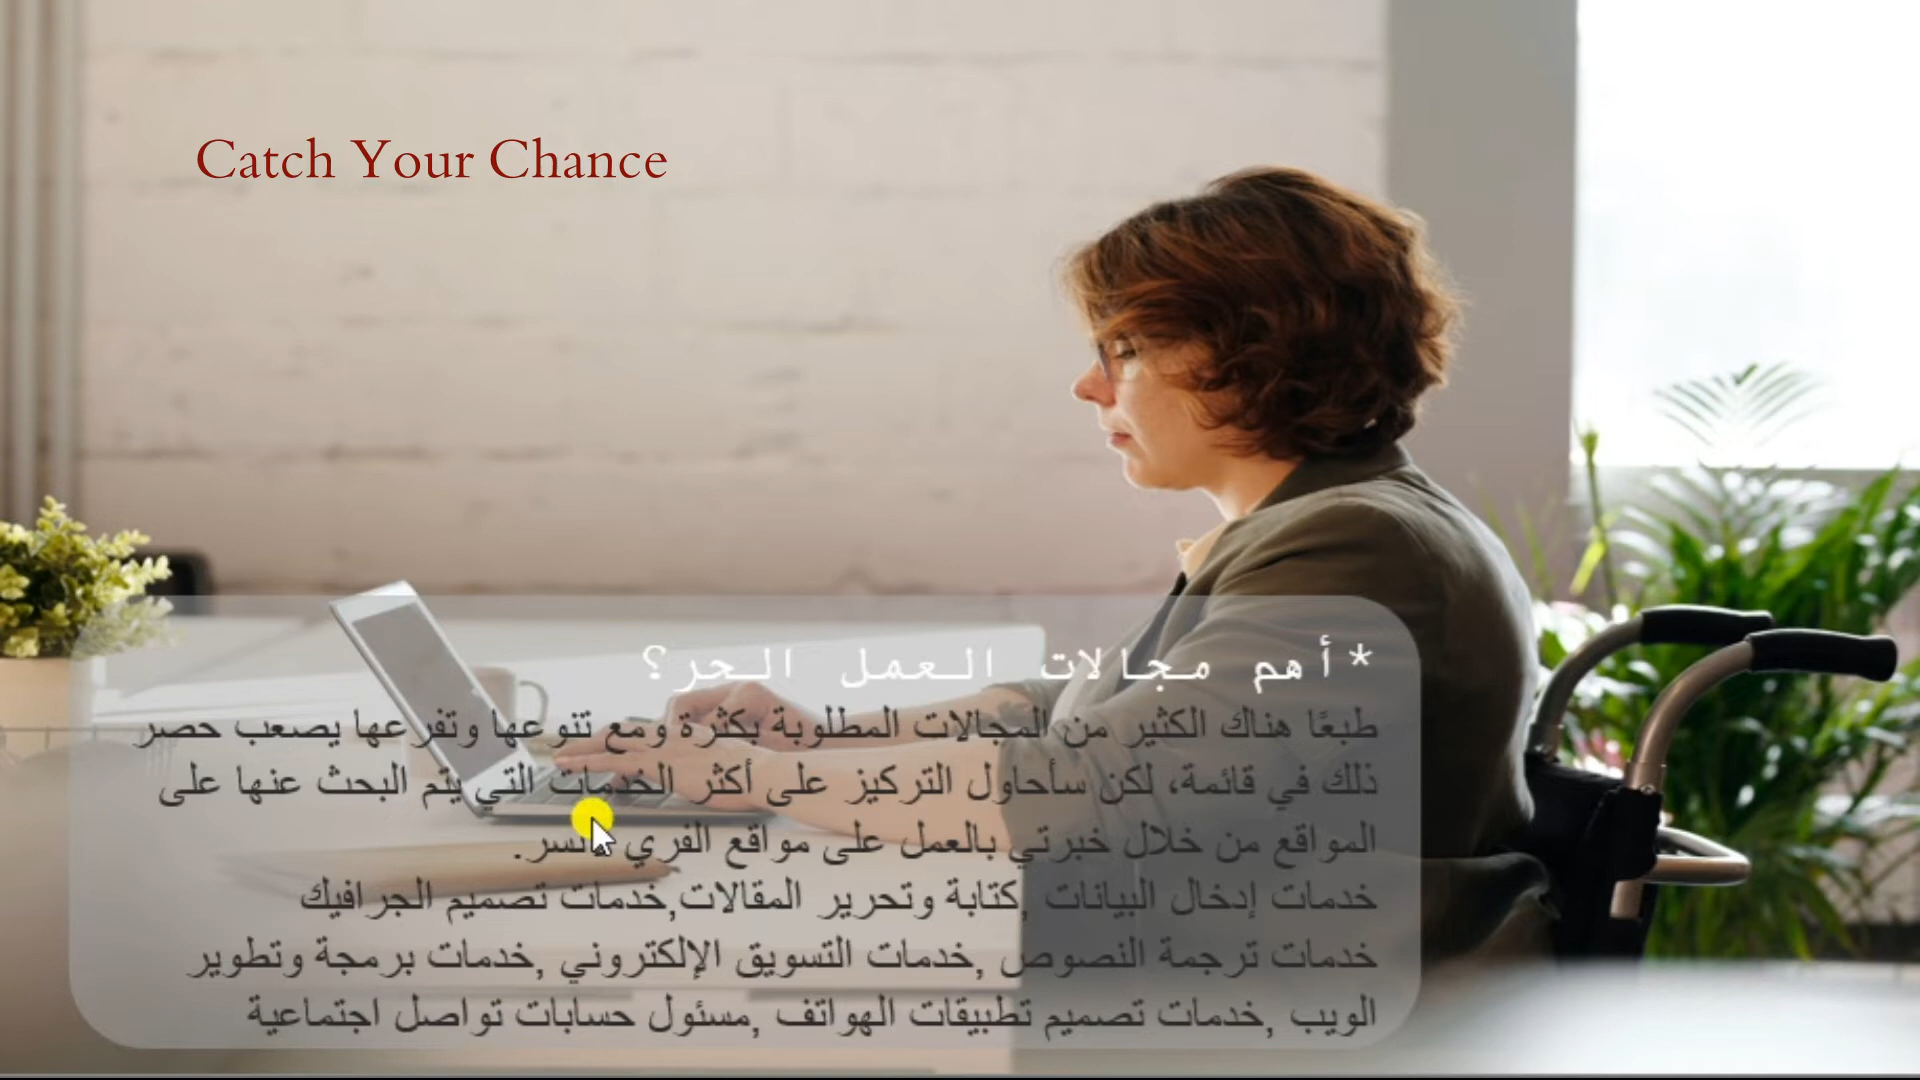 Catch Your Chance
*أهم مجالات العمل الحر؟
طبعًا هناك الكثير من المجالات المطلوبة بكثرة ومع تنوعها وتفرعها يصعب حصر
ذلك في قائمة، لكن سأحاول التركيز على أكثر الخدمات التي يتم البحث عنها على
المواقع من خلال خبرتي بالعمل على مواقع الفري .
خدمات إدخال البيانات ,كتابة وتحرير المقالات,خدمات تصميم الجرافيك
خدمات ترجمة النصوص ,خدمات التسويق الإلكتروني ,خدمات برمجة وتطوير
الويب ,خدمات تصميم تطبيقات الهواتف ,مسئول حسابات تواصل اجتماعية